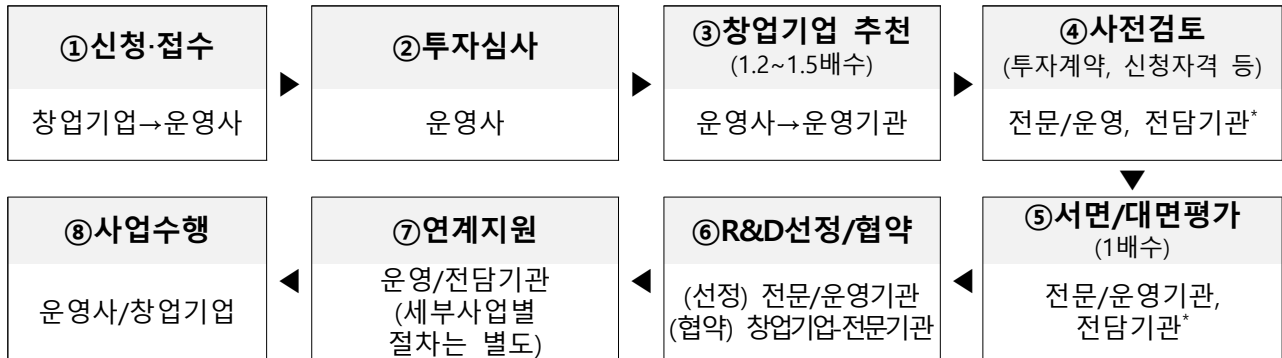 ①신청·접수
창업기업→운영사
▶
②투자심사
운영사
▶
③창업기업 추천
(1.2~1.5배수)
운영사→운영기관
▶
④사전검토
(투자계약, 신청자격 등)
전문/운영, 전담기관*
▼
⑤서면/대면평가
(1배수)
전문/운영기관,
전담기관*
◀
⑥R&D선정/협약
(선정) 전문/운영기관
(협약) 창업기업-전문기관
◀
⑦연계지원
운영/전담기관
(세부사업별
절차는 별도)
◀
⑧사업수행
운영사/창업기업